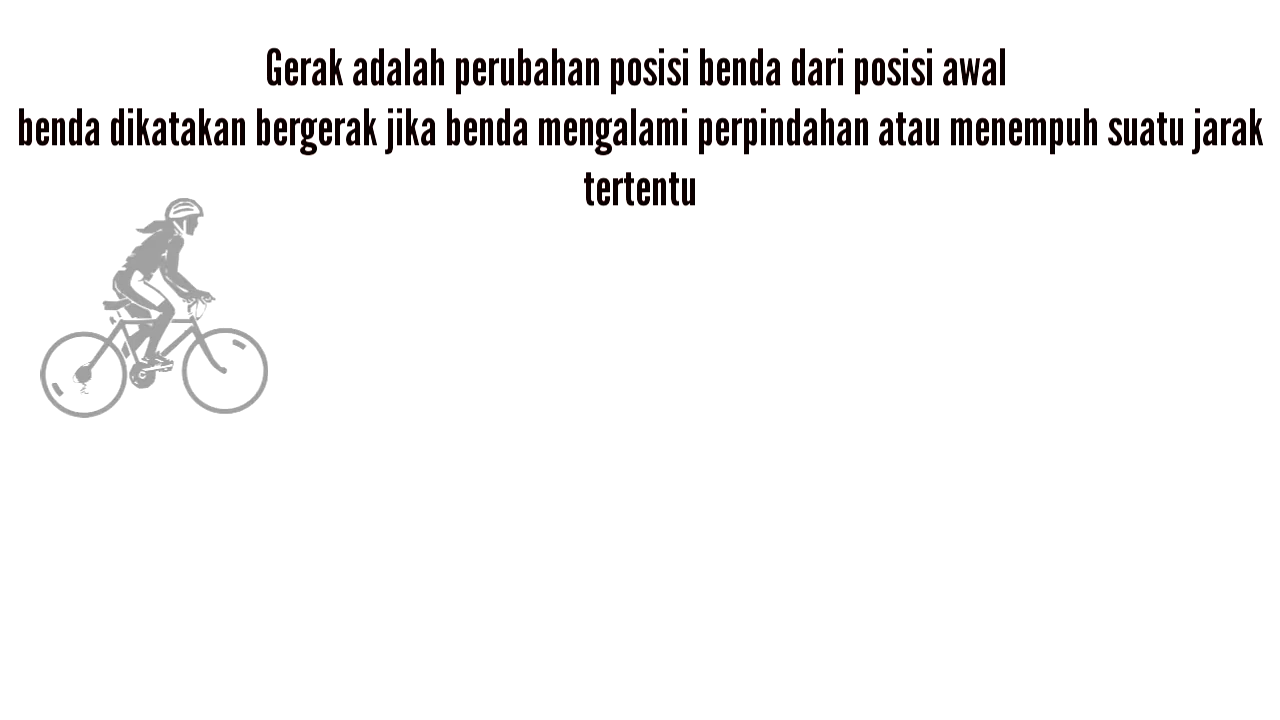 Gerak adalah perubahan posisi benda dari posisi awal
benda dikatakan bergerak jika benda mengalami perpindahan atau menempuh suatu jarak
tertentu